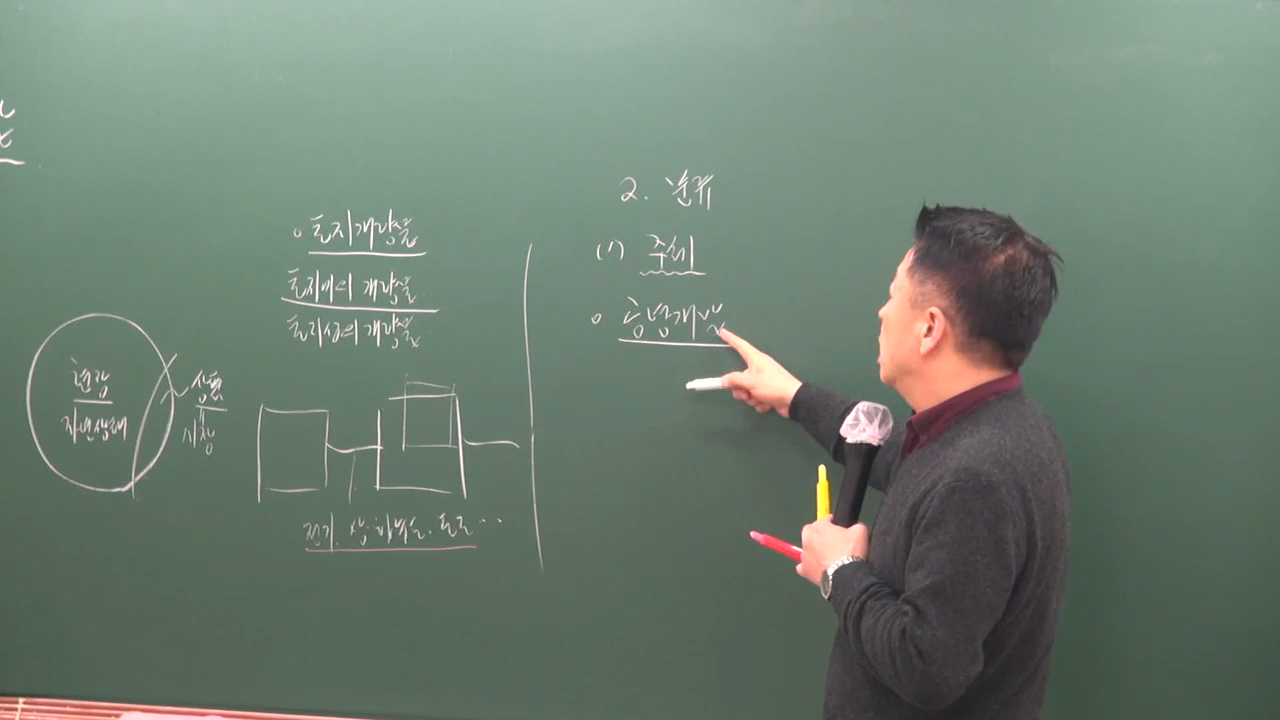 환경
자연생태
상품
시장
○ 토지개량물
토지에의 개량물
토지상의 개량물
전기, 상·하수도, 도로…
2. 분류
(1) 주체
○ 공영개발